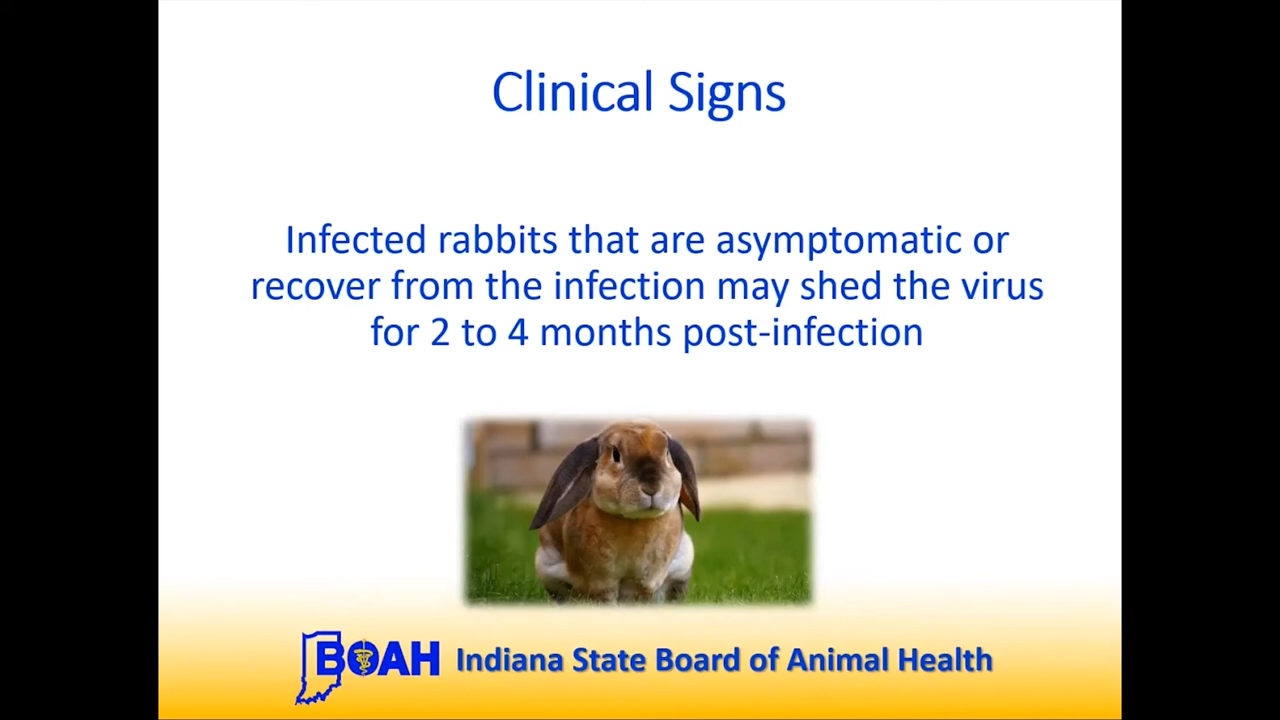 Clinical Signs
Infected rabbits that are asymptomatic or
recover from the infection may shed the virus
for 2 to 4 months post-infection
BOAH Indiana State Board of Animal Health